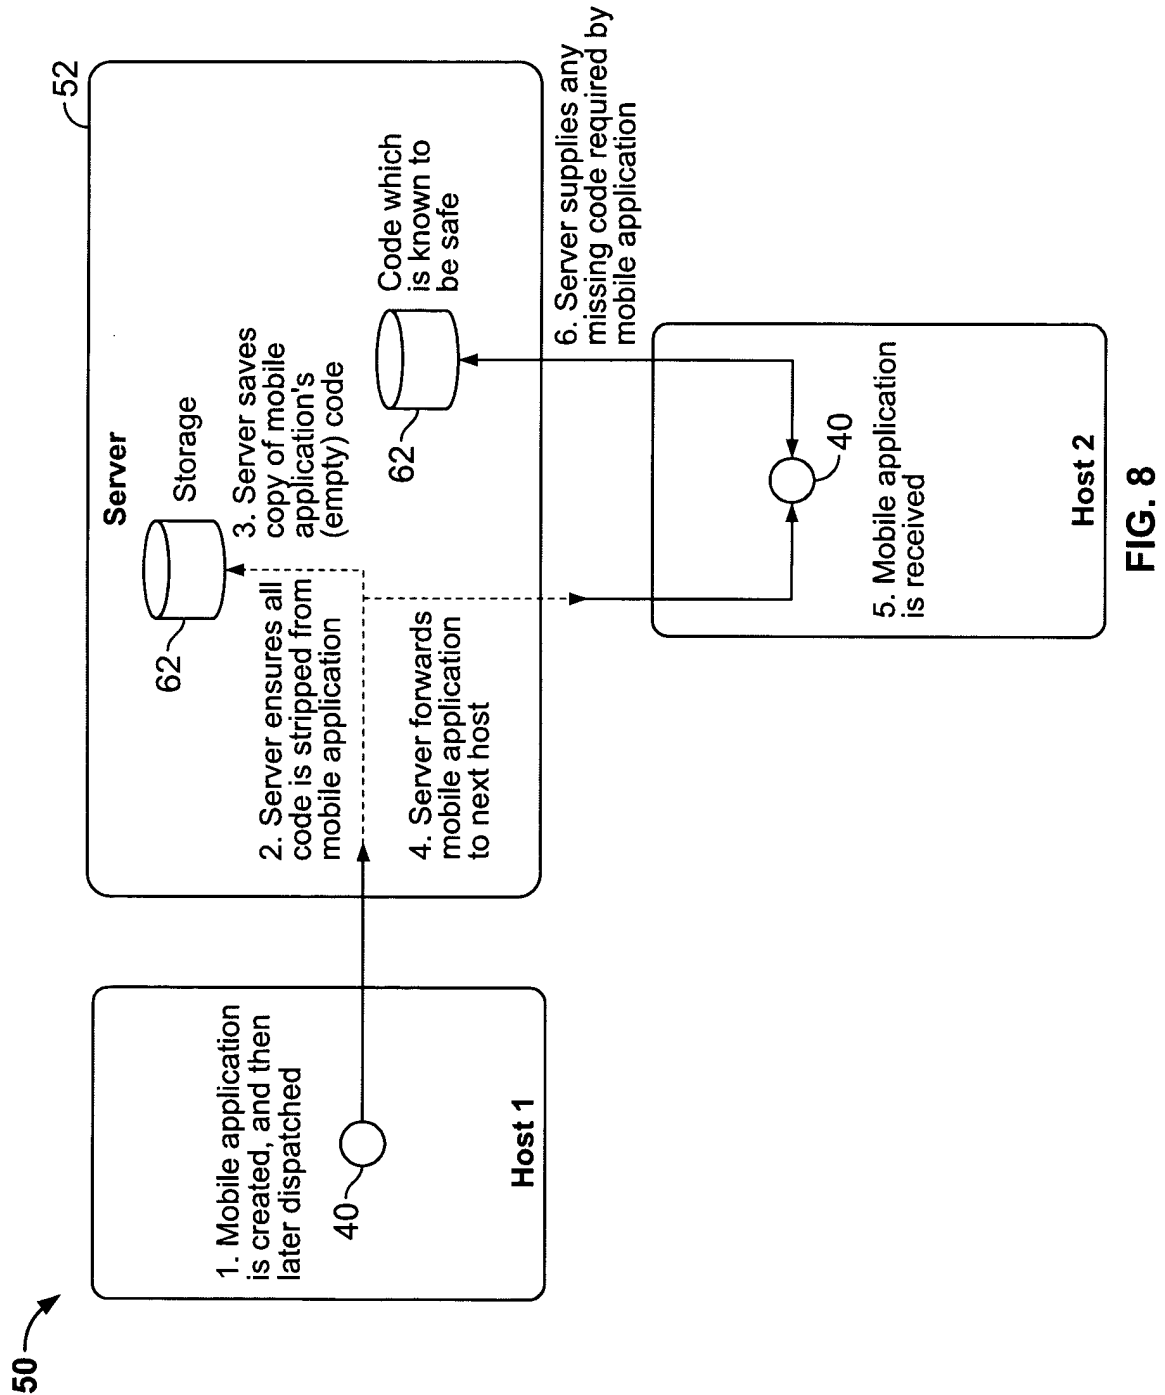 50
52
Server
62
Storage
3. Server saves
copy of mobile
application's
(empty) code
2. Server ensures all
code is stripped from
mobile application
Code which
is known to
be safe
62
1. Mobile application
is created, and then
later dispatched
40
Host 1
4. Server forwards
mobile application
to next host
6. Server supplies any
missing code required by
mobile application
40
5. Mobile application
is received
Host 2
FIG. 8